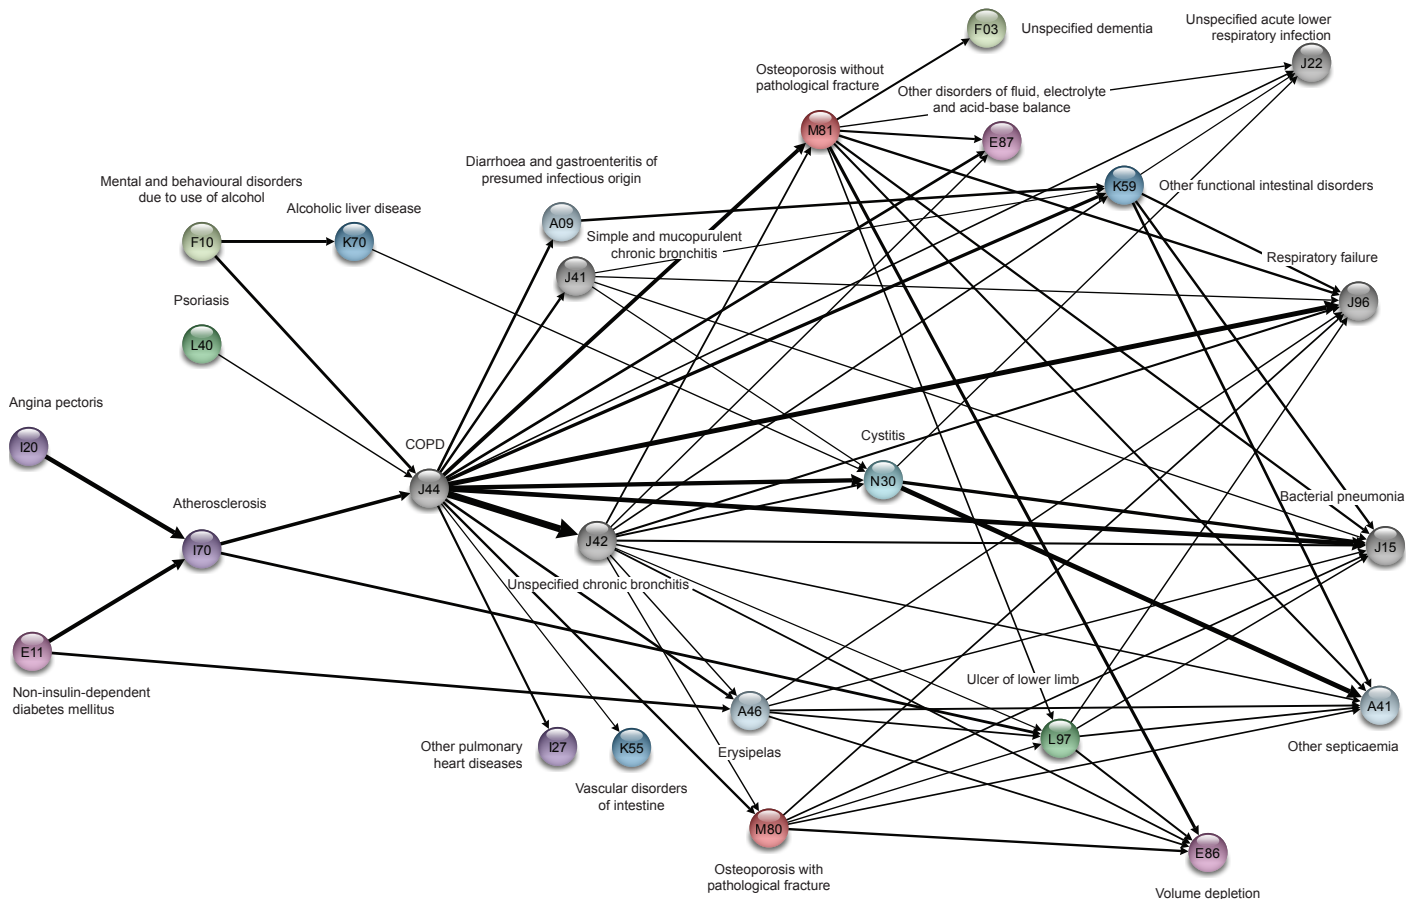 F03
Unspecified dementia
Unspecified acute lower
respiratory infection
J22
Osteoporosis without
pathological fracture
M81
Other disorders of fluid, electrolyte
and acid-base balance
E87
Diarrhoea and gastroenteritis of
presumed infectious origin
A09
K59
Other functional intestinal disorders
Mental and behavioural disorders
due to use of alcohol
F10
Alcoholic liver disease
K70
Simple and mucopurulent
chronic bronchitis
J41
Respiratory failure
J96
Psoriasis
L40
Angina pectoris
I20
COPD
J44
Cystitis
N30
Atherosclerosis
I70
J42
Unspecified chronic bronchitis
Bacterial pneumonia
J15
E11
Non-insulin-dependent
diabetes mellitus
Ulcer of lower limb
L97
A46
Erysipelas
A41
Other septicaemia
Other pulmonary
heart diseases
I27
K55
Vascular disorders
of intestine
M80
Osteoporosis with
pathological fracture
E86
Volume depletion